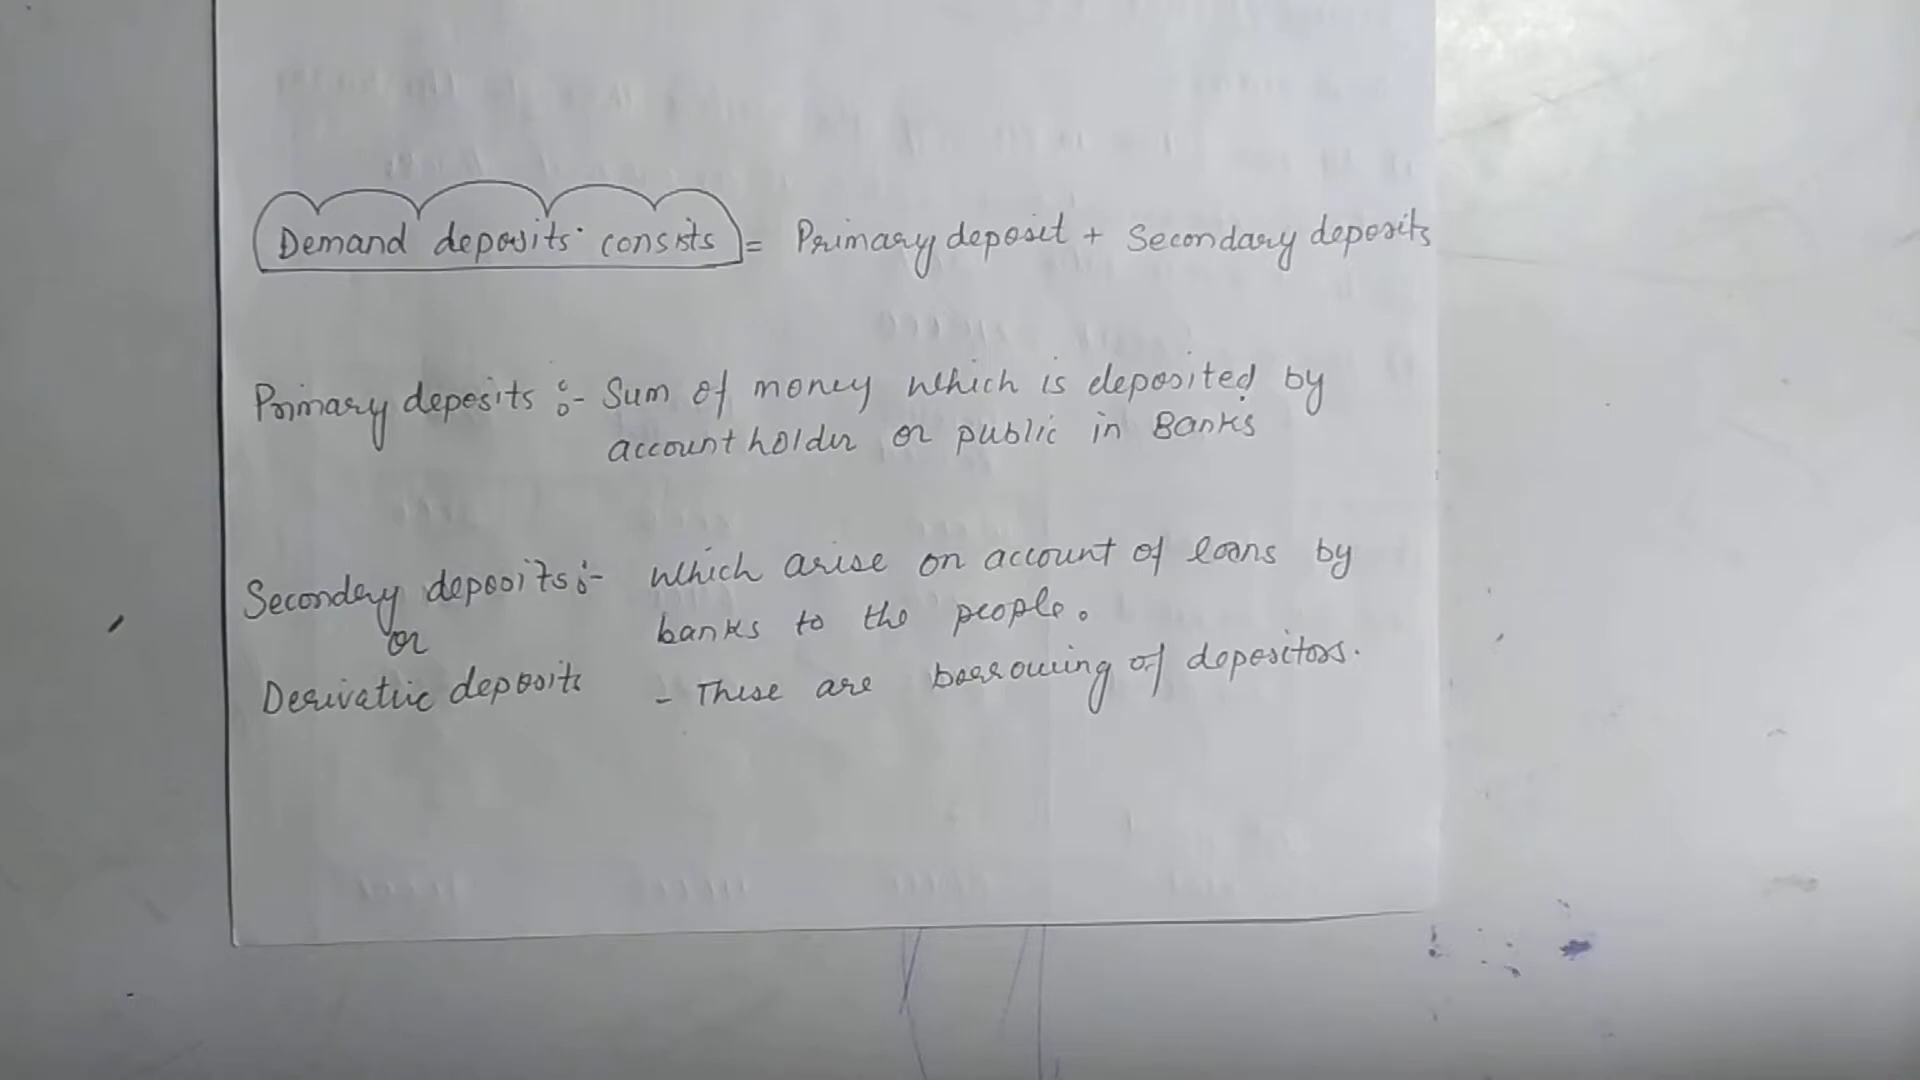 Demand deposits consists = Primary deposit + Secondary deposits
Primary deposits :- Sum of money which is deposited by
account holder or public in Banks
Secondary deposits :- which arise on account of loans by
or
banks to the people.
Derivative deposits - These are borrowing of depositors.